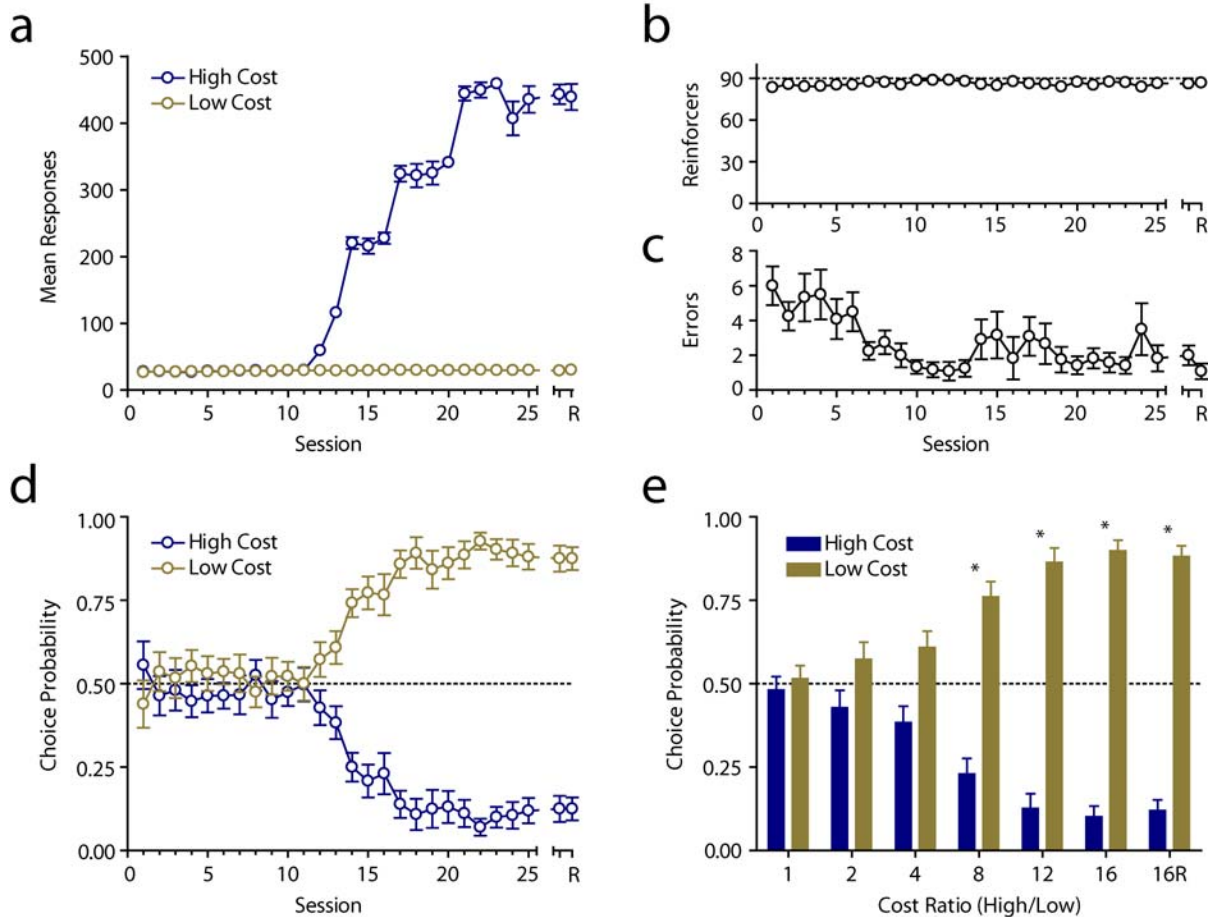 a
500
400
300
200
100
0
Mean Responses
High Cost
Low Cost
0 5 10 15 20 25 R
Session
b
90
60
30
0
Reinforcers
0 5 10 15 20 25 R
c
8
6
4
2
0
Errors
0 5 10 15 20 25 R
Session
d
1.00
0.75
0.50
0.25
0.00
Choice Probability
High Cost
Low Cost
0 5 10 15 20 25 R
Session
e
1.00
0.75
0.50
0.25
0.00
Choice Probability
High Cost
Low Cost
* * * *
1 2 4 8 12 16 16R
Cost Ratio (High/Low)